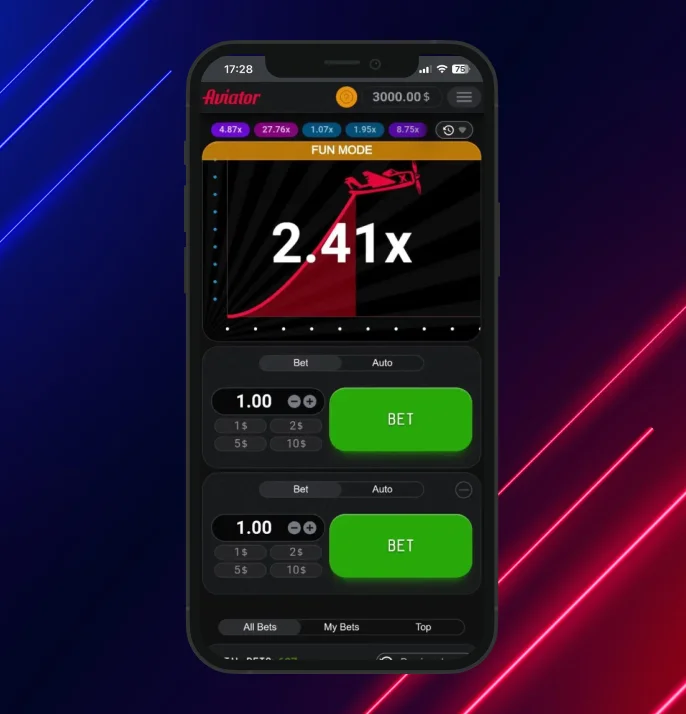 17:28 75
Aviator 3000.00 $
4.87x 27.76x 1.07x 1.95x 8.75x
FUN MODE
2.41x
Bet Auto
1.00
BET
1$ 2$
5$ 10$
Bet Auto
1.00
BET
1$ 2$
5$ 10$
All Bets My Bets Top